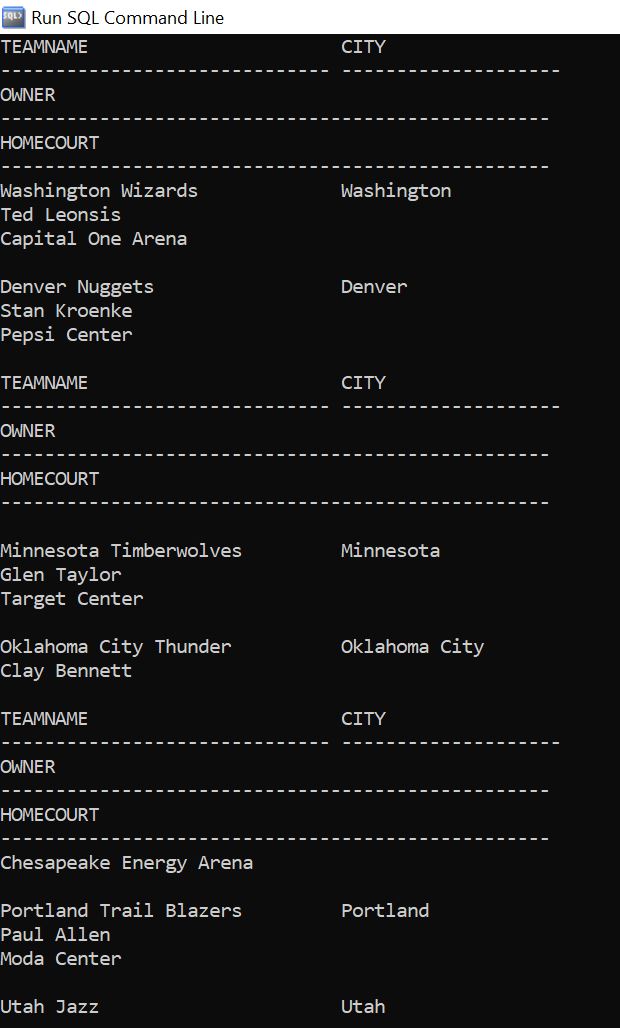 SQL>
Run SQL Command Line
TEAMNAME                       CITY
------------------------------ --------------------
OWNER
--------------------------------------------------
HOMECOURT
--------------------------------------------------
Washington Wizards             Washington
Ted Leonsis
Capital One Arena

Denver Nuggets                 Denver
Stan Kroenke
Pepsi Center

TEAMNAME                       CITY
------------------------------ --------------------
OWNER
--------------------------------------------------
HOMECOURT
--------------------------------------------------

Minnesota Timberwolves         Minnesota
Glen Taylor
Target Center

Oklahoma City Thunder          Oklahoma City
Clay Bennett

TEAMNAME                       CITY
------------------------------ --------------------
OWNER
--------------------------------------------------
HOMECOURT
--------------------------------------------------
Chesapeake Energy Arena

Portland Trail Blazers         Portland
Paul Allen
Moda Center

Utah Jazz                      Utah